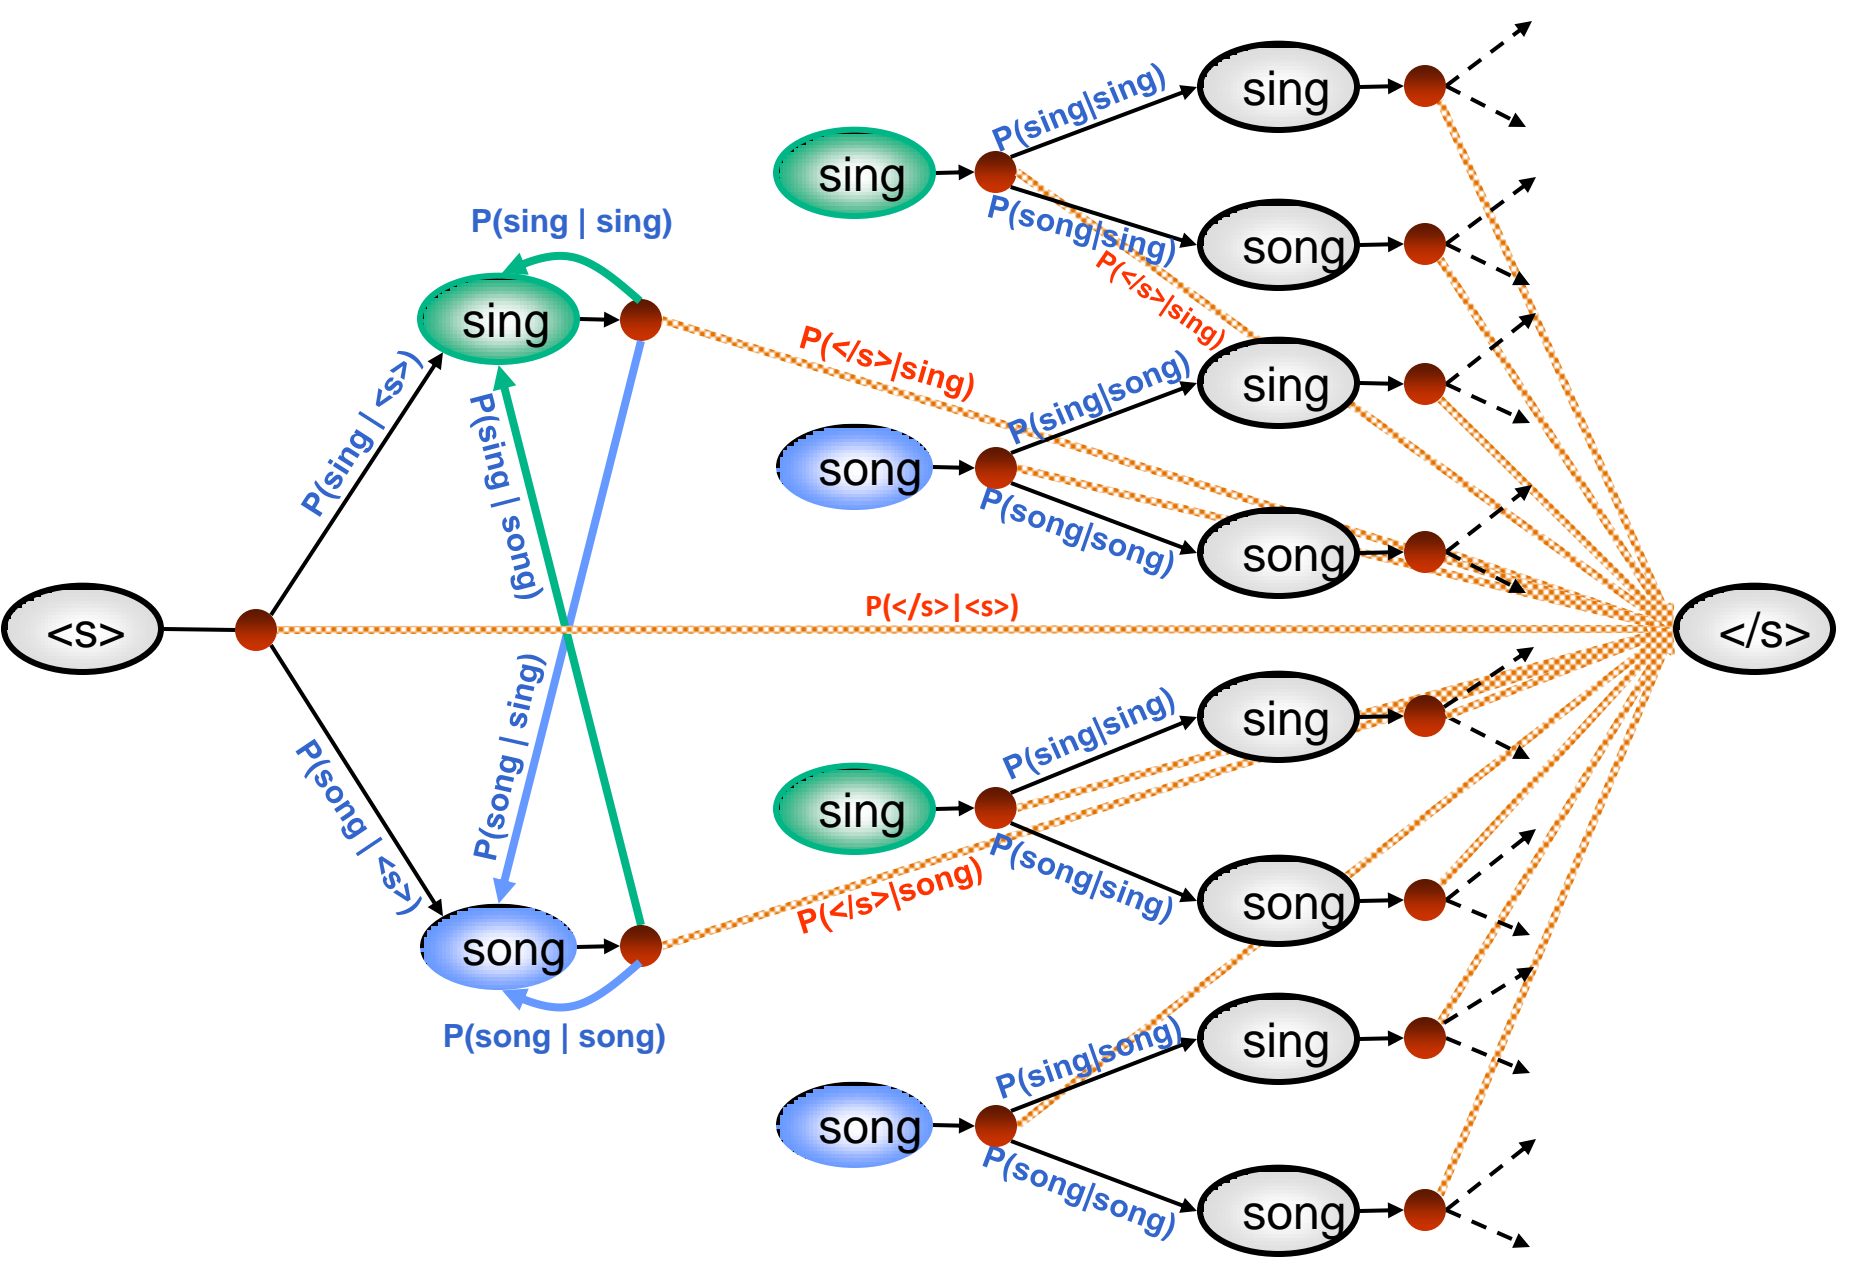 <s>
P(sing | <s>)
P(song | <s>)
P(sing | sing)
sing
P(sing | song)
P(song | sing)
song
P(song | song)
P(</s>|sing)
P(</s>|<s>)
P(</s>|song)
sing
P(sing|sing)
P(song|sing)
P(</s>|sing)
sing
song
song
P(sing|song)
P(song|song)
sing
song
sing
P(sing|sing)
P(song|sing)
sing
song
song
P(sing|song)
P(song|song)
sing
song
</s>